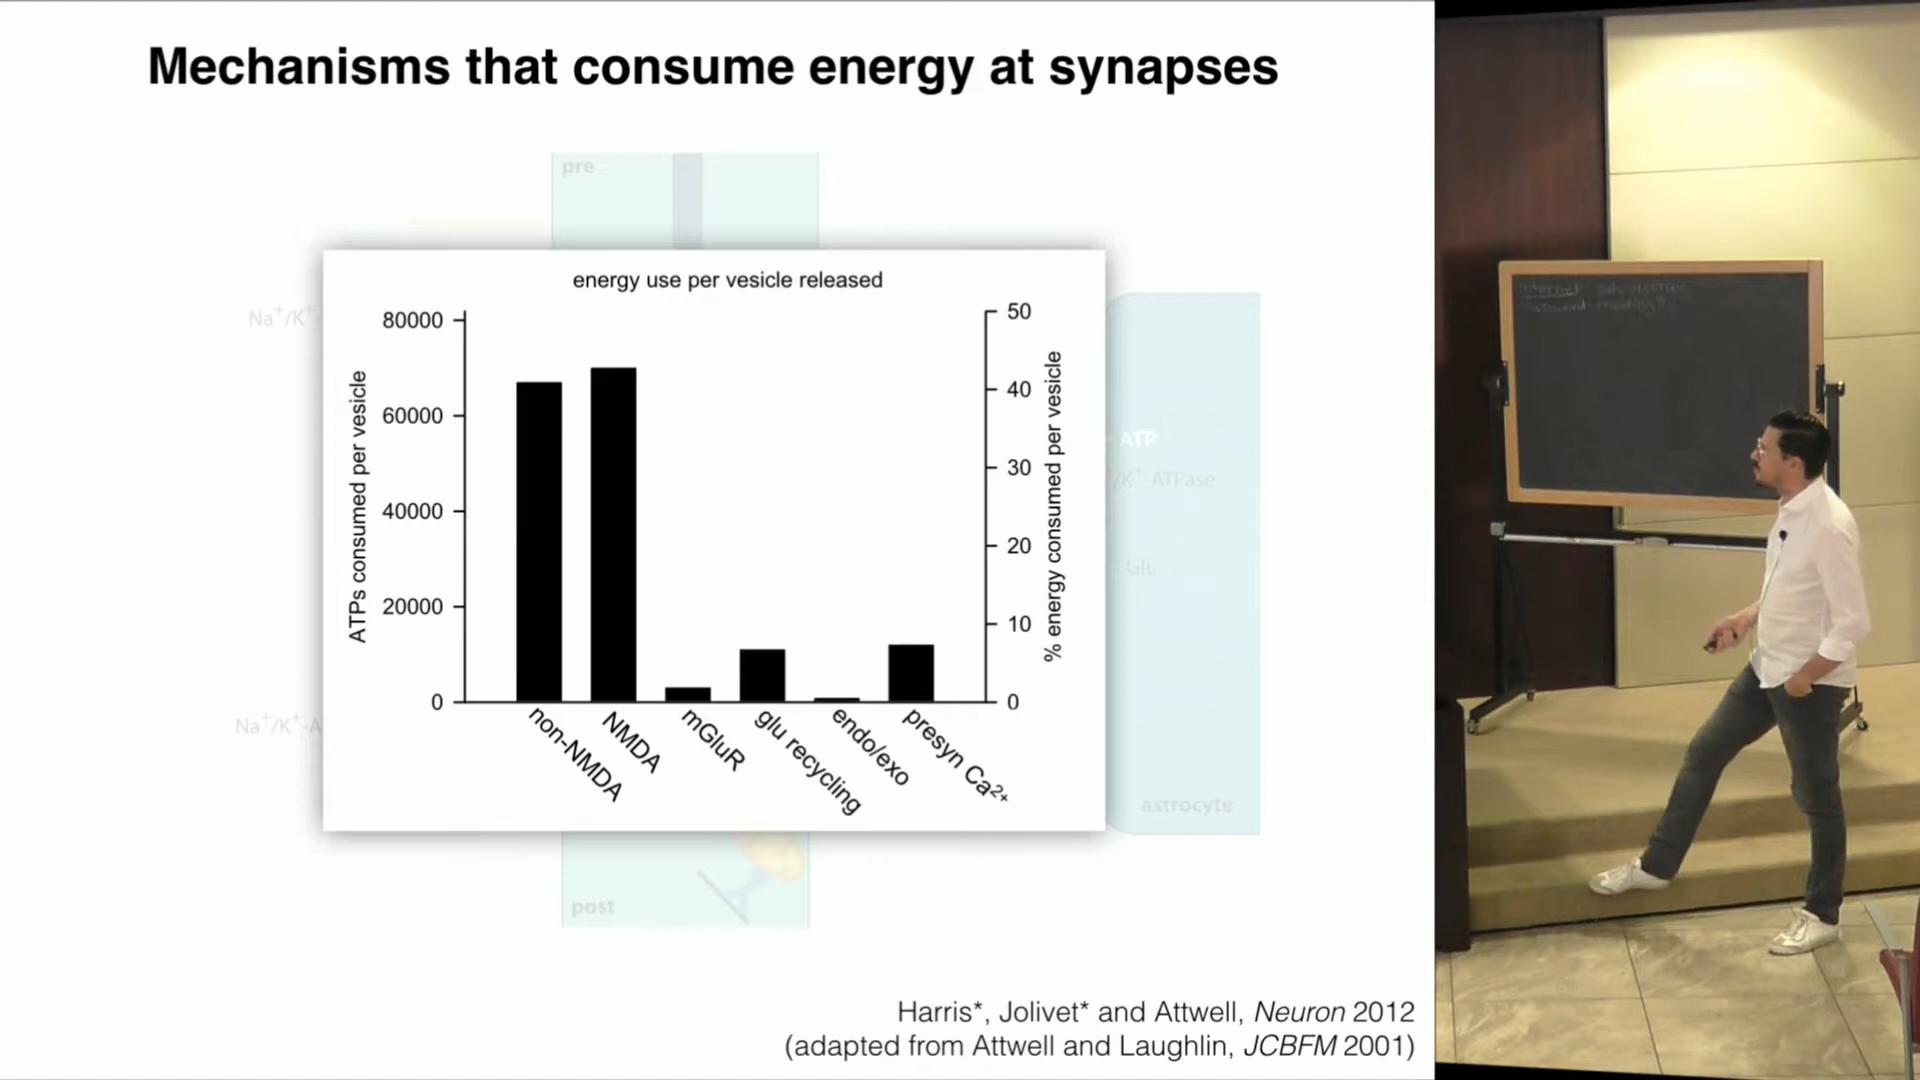 Mechanisms that consume energy at synapses
pre
energy use per vesicle released
80000
60000
40000
20000
0
ATPs consumed per vesicle
50
40
30
20
10
0
% energy consumed per vesicle
non-NMDA
NMDA
mGluR
glu recycling
endo/exo
presyn Ca²⁺
Na⁺/K⁺-
Na⁺/K⁺-A
ATP
/K⁺-ATPase
Glu
astrocyte
post
Harris*, Jolivet* and Attwell, Neuron 2012
(adapted from Attwell and Laughlin, JCBFM 2001)